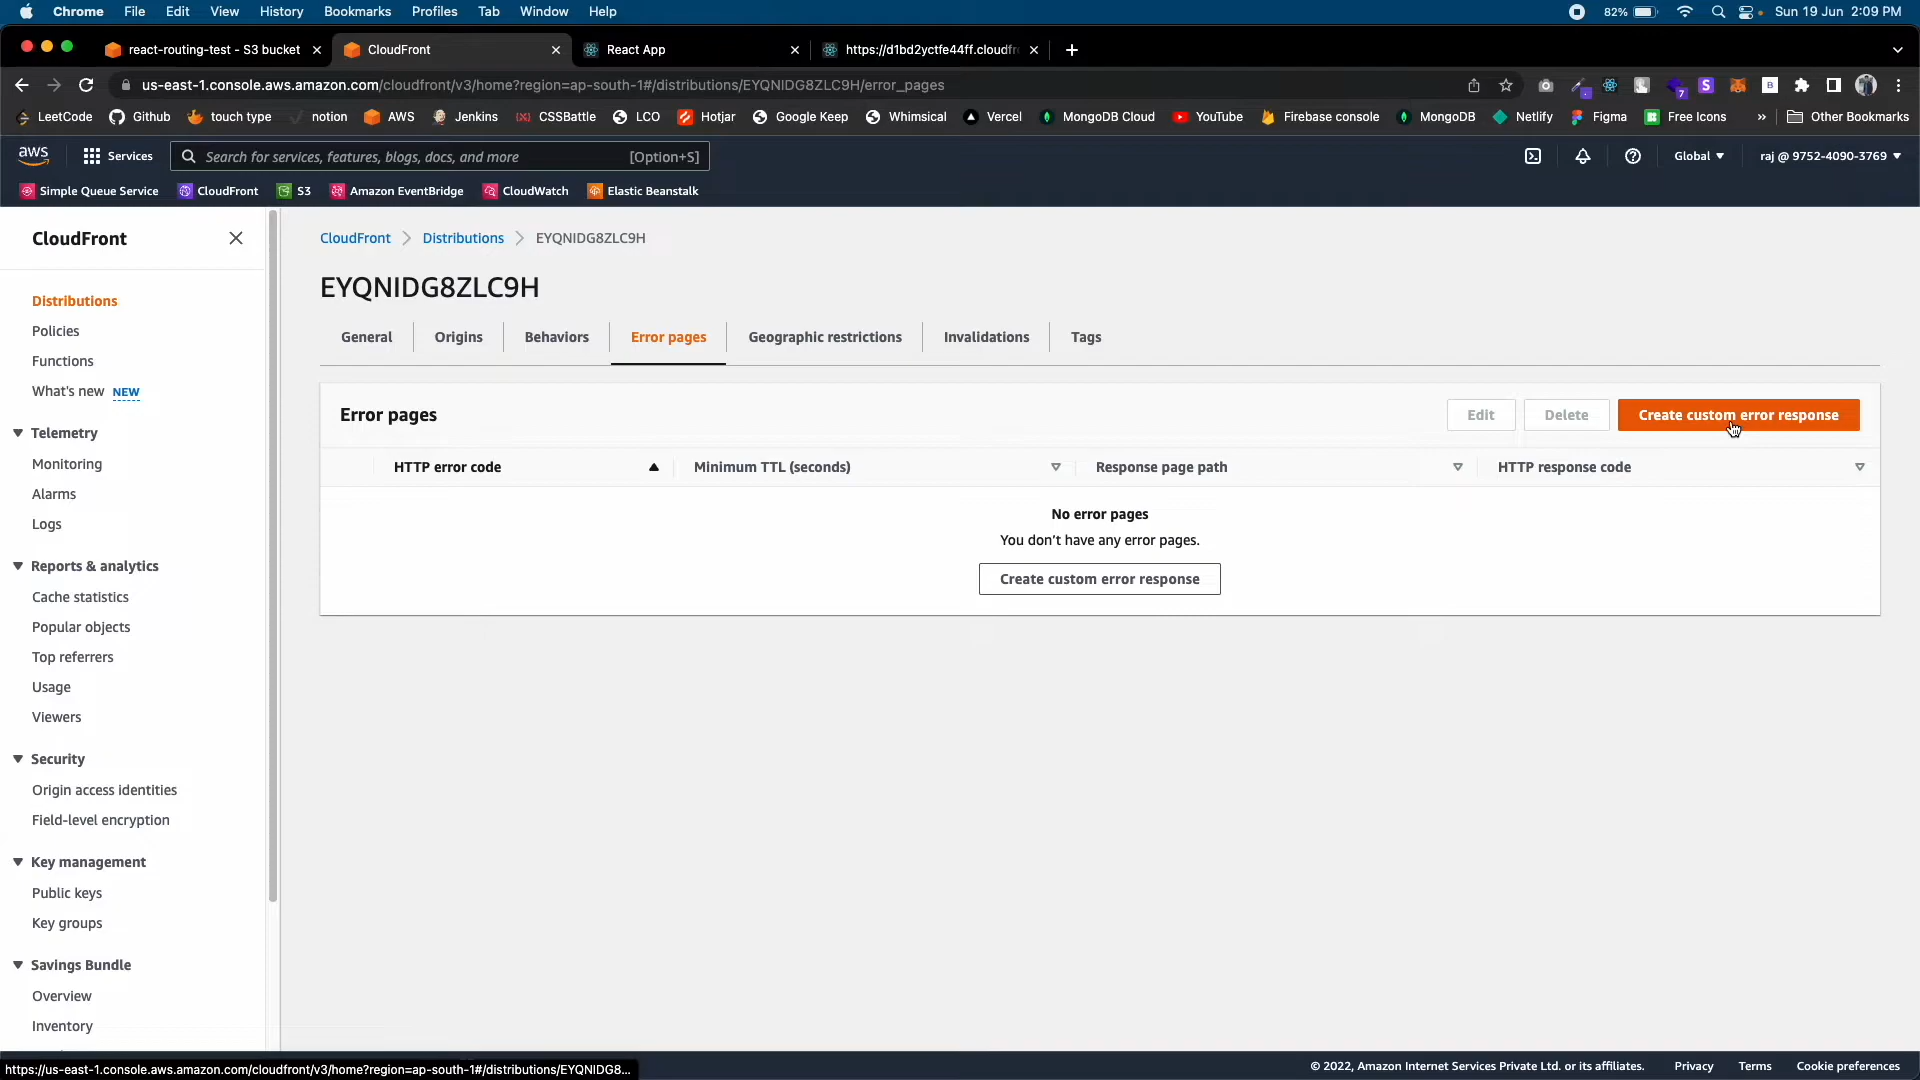 Chrome File Edit View History Bookmarks Profiles Tab Window Help 82% Sun 19 Jun 2:09 PM
react-routing-test - S3 bucket CloudFront React App https://d1bd2yctfe44ff.cloudfr
us-east-1.console.aws.amazon.com/cloudfront/v3/home?region=ap-south-1#/distributions/EYQNIDG8ZLC9H/error_pages
LeetCode Github touch type notion AWS Jenkins CSSBattle LCO Hotjar Google Keep Whimsical Vercel MongoDB Cloud YouTube Firebase console MongoDB Netlify Figma Free Icons » Other Bookmarks
aws Services Search for services, features, blogs, docs, and more [Option+S] Global raj @ 9752-4090-3769
Simple Queue Service CloudFront S3 Amazon EventBridge CloudWatch Elastic Beanstalk
CloudFront
Distributions
Policies
Functions
What's new NEW
Telemetry
Monitoring
Alarms
Logs
Reports & analytics
Cache statistics
Popular objects
Top referrers
Usage
Viewers
Security
Origin access identities
Field-level encryption
Key management
Public keys
Key groups
Savings Bundle
Overview
Inventory
CloudFront Distributions EYQNIDG8ZLC9H
EYQNIDG8ZLC9H
General Origins Behaviors Error pages Geographic restrictions Invalidations Tags
Error pages Edit Delete Create custom error response
HTTP error code Minimum TTL (seconds) Response page path HTTP response code
No error pages
You don't have any error pages.
Create custom error response
https://us-east-1.console.aws.amazon.com/cloudfront/v3/home?region=ap-south-1#/distributions/EYQNIDG8...
© 2022, Amazon Internet Services Private Ltd. or its affiliates. Privacy Terms Cookie preferences